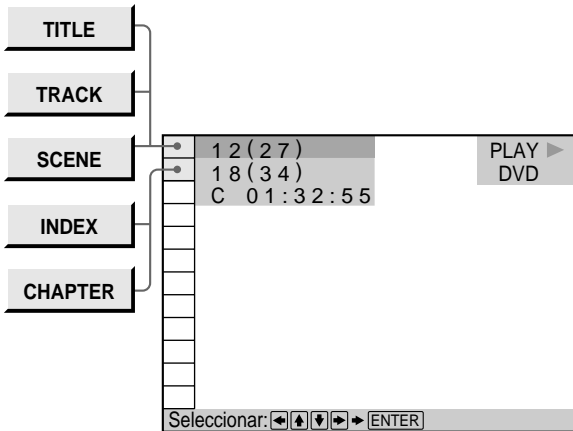 TITLE
TRACK
SCENE
INDEX
CHAPTER
12(27)
18(34)
C 01:32:55
PLAY
DVD
Seleccionar: ENTER